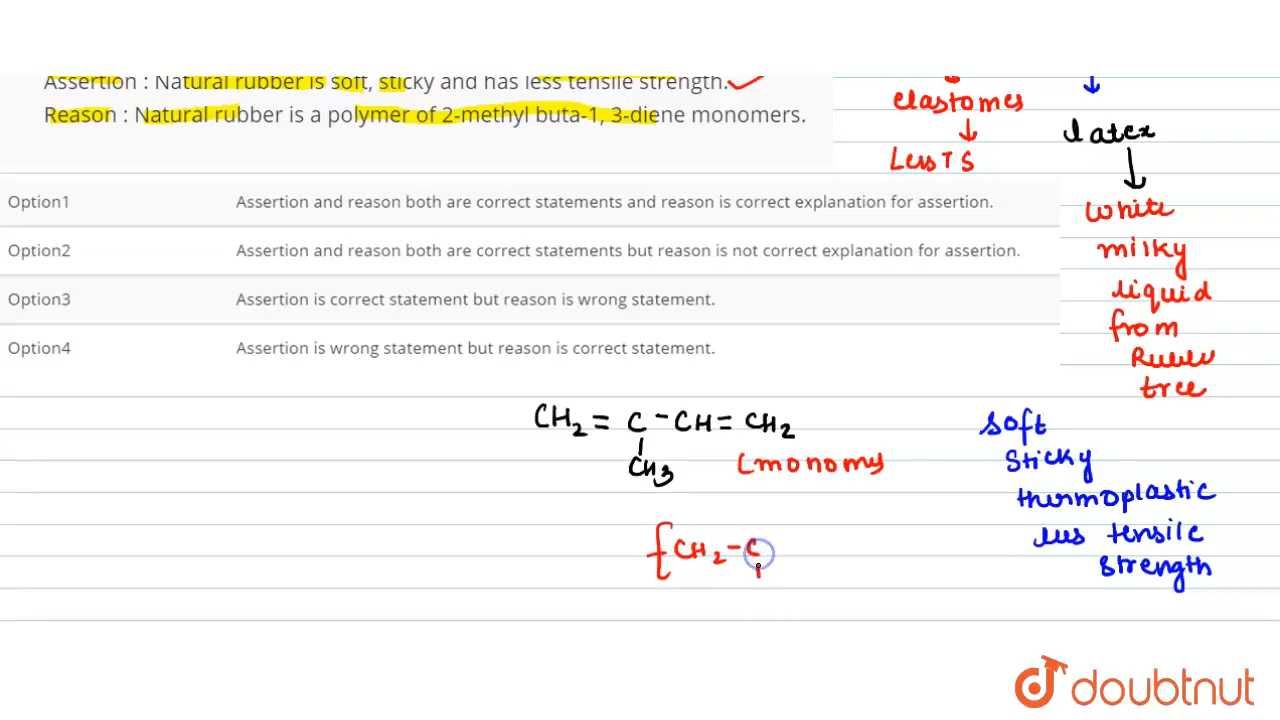 Assertion : Natural rubber is soft, sticky and has less tensile strength.
Reason : Natural rubber is a polymer of 2-methyl buta-1, 3-diene monomers.
elastomes
Less T S
latex
white
milky
liquid
from
Rubber
tree
Option1 Assertion and reason both are correct statements and reason is correct explanation for assertion.
Option2 Assertion and reason both are correct statements but reason is not correct explanation for assertion.
Option3 Assertion is correct statement but reason is wrong statement.
Option4 Assertion is wrong statement but reason is correct statement.
CH2 = C - CH = CH2
CH3
(monomy
[CH2 - C
soft
sticky
thermoplastic
less tensile
strength
doubtnut